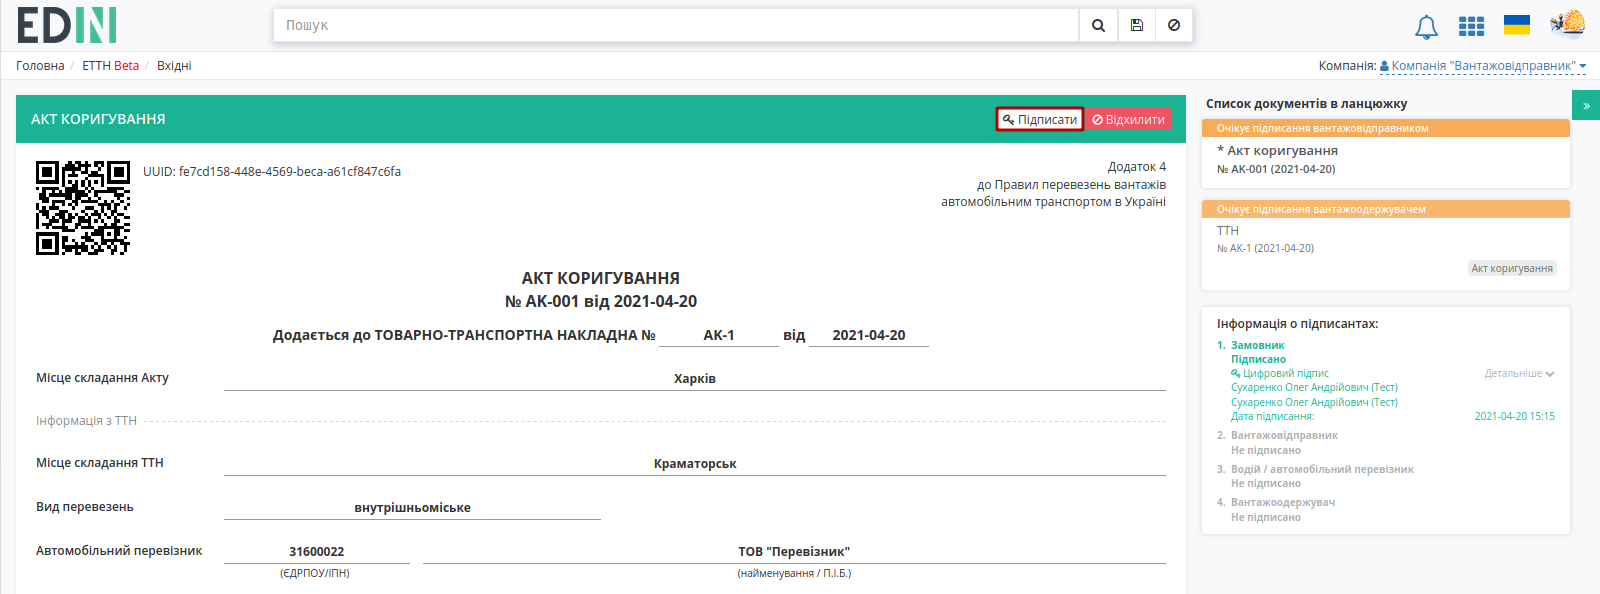 EDIN
Пошук
Головна / ЕТТН Beta / Вхідні
Компанія: Компанія "Вантажовідправник"
АКТ КОРИГУВАННЯ
Підписати
Відхилити
UUID: fe7cd158-448e-4569-beca-a61cf847c6fa
Додаток 4
до Правил перевезень вантажів
автомобільним транспортом в Україні
АКТ КОРИГУВАННЯ
№ АК-001 від 2021-04-20
Додається до ТОВАРНО-ТРАНСПОРТНА НАКЛАДНА № АК-1 від 2021-04-20
Місце складання Акту Харків
Інформація з ТТН
Місце складання ТТН Краматорськ
Вид перевезень внутрішньоміське
Автомобільний перевізник 31600022 ТОВ "Перевізник"
(ЄДРПОУ/ІПН) (найменування / П.І.Б.)
Список документів в ланцюжку
»
Очікує підписання вантажовідправником
* Акт коригування
№ АК-001 (2021-04-20)
Очікує підписання вантажоодержувачем
ТТН
№ АК-1 (2021-04-20)
Акт коригування
Інформація о підписантах:
1. Замовник
Підписано
Цифровий підпис Детальніше
Сухаренко Олег Андрійович (Тест)
Сухаренко Олег Андрійович (Тест)
Дата підписання: 2021-04-20 15:15
2. Вантажовідправник
Не підписано
3. Водій / автомобільний перевізник
Не підписано
4. Вантажоодержувач
Не підписано